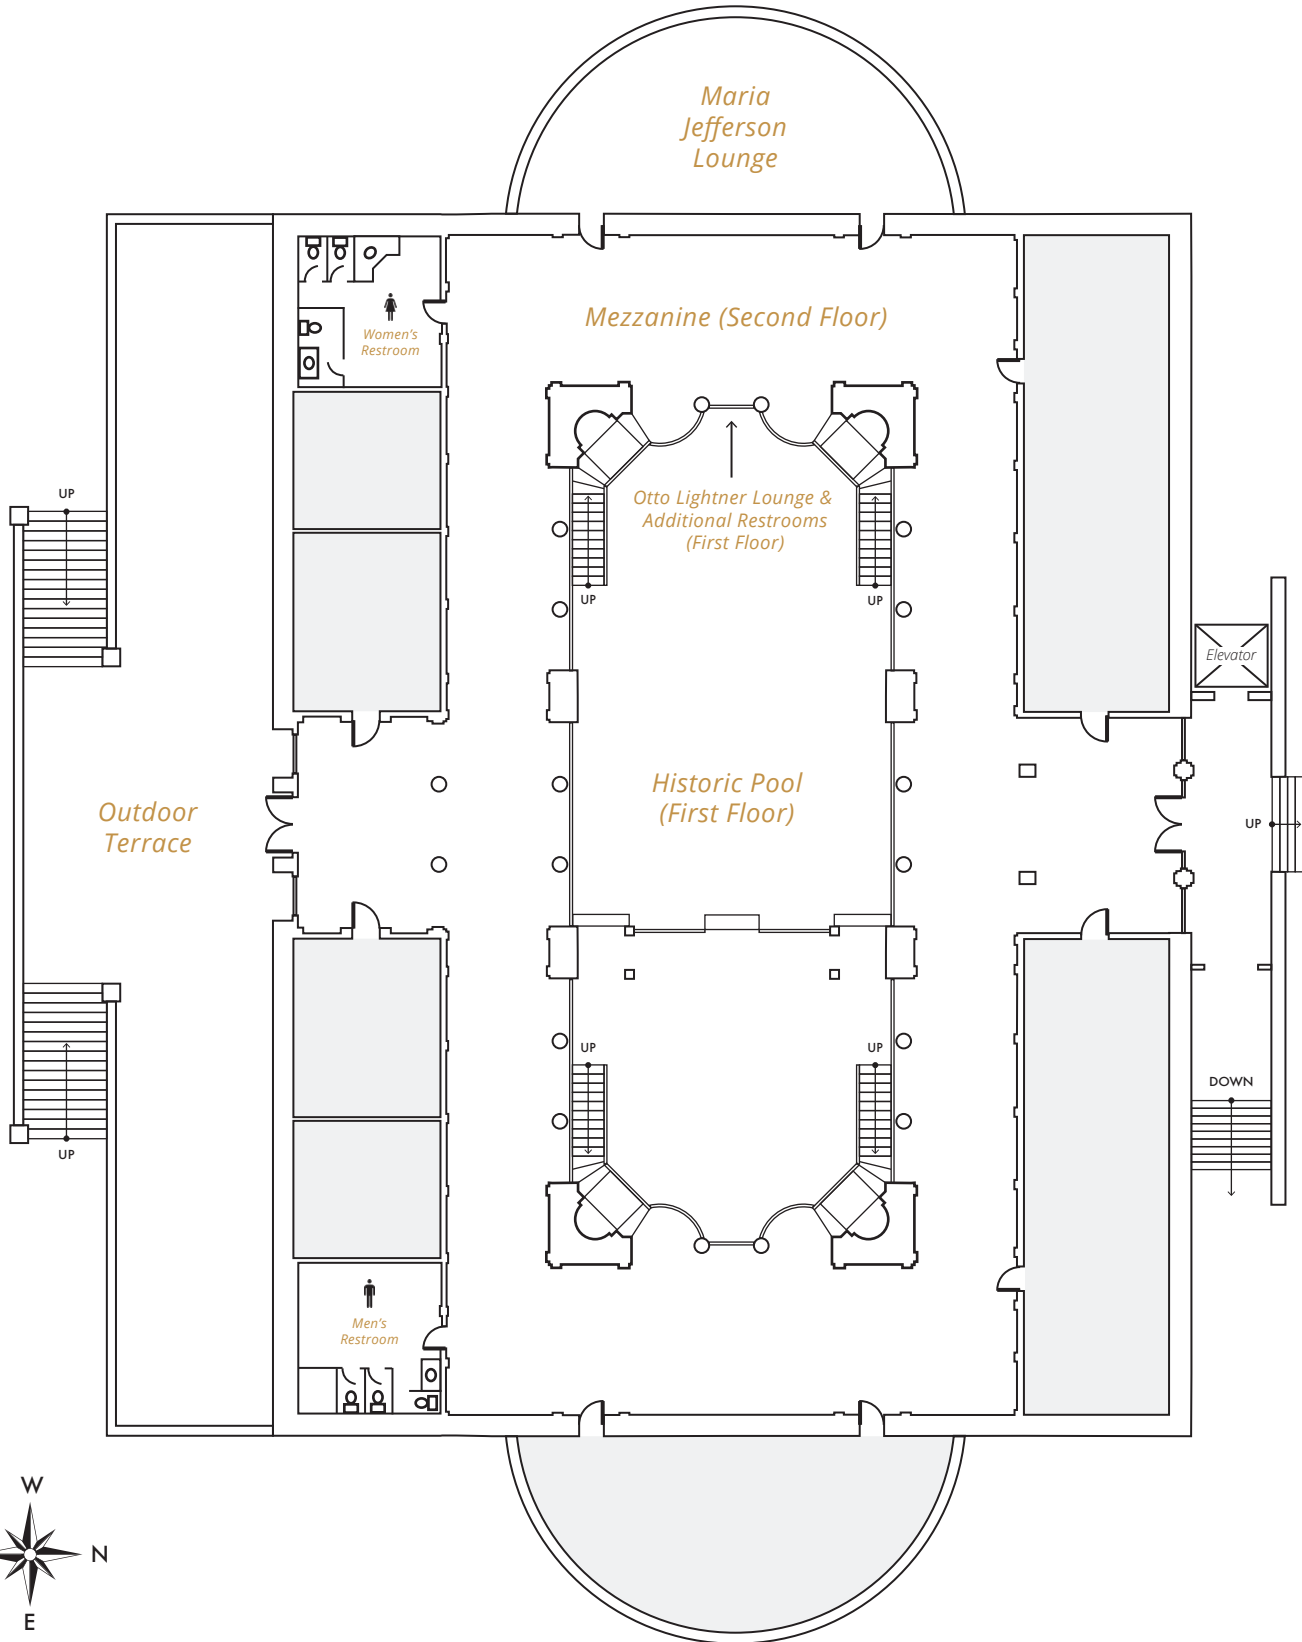 Maria
Jefferson
Lounge
Mezzanine (Second Floor)
Women's
Restroom
UP
Otto Lightner Lounge &
Additional Restrooms
(First Floor)
UP
UP
Elevator
Outdoor
Terrace
Historic Pool
(First Floor)
UP
UP
UP
DOWN
UP
Men's
Restroom
W
N
E